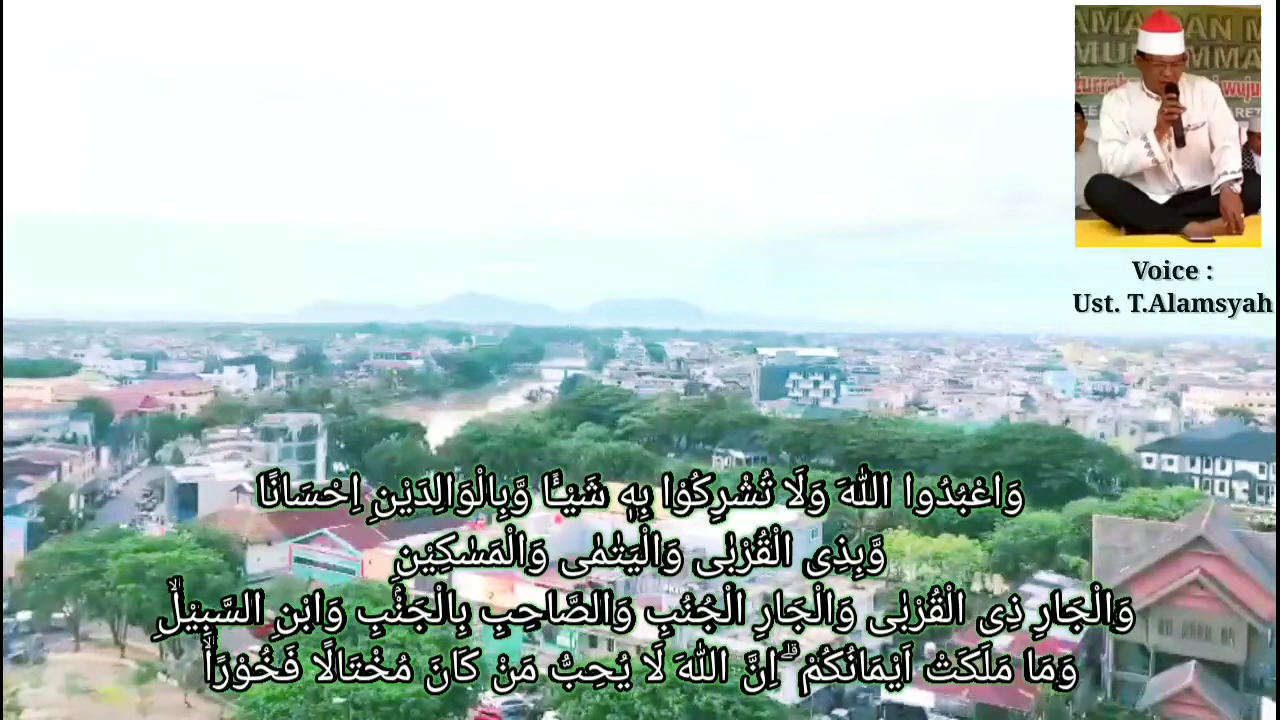 Voice :
Ust. T.Alamsyah
وَاعْبُدُوا اللّٰهَ وَلَا تُشْرِكُوْا بِهٖ شَيْـًٔا وَّبِالْوَالِدَيْنِ اِحْسَانًا
وَّبِذِى الْقُرْبٰى وَالْيَتٰمٰى وَالْمَسٰكِيْنِ
وَالْجَارِ ذِى الْقُرْبٰى وَالْجَارِ الْجُنُبِ وَالصَّاحِبِ بِالْجَنْۢبِ وَابْنِ السَّبِيْلِۙ
وَمَا مَلَكَتْ اَيْمَانُكُمْ ۗ اِنَّ اللّٰهَ لَا يُحِبُّ مَنْ كَانَ مُخْتَالًا فَخُوْرًاۙ